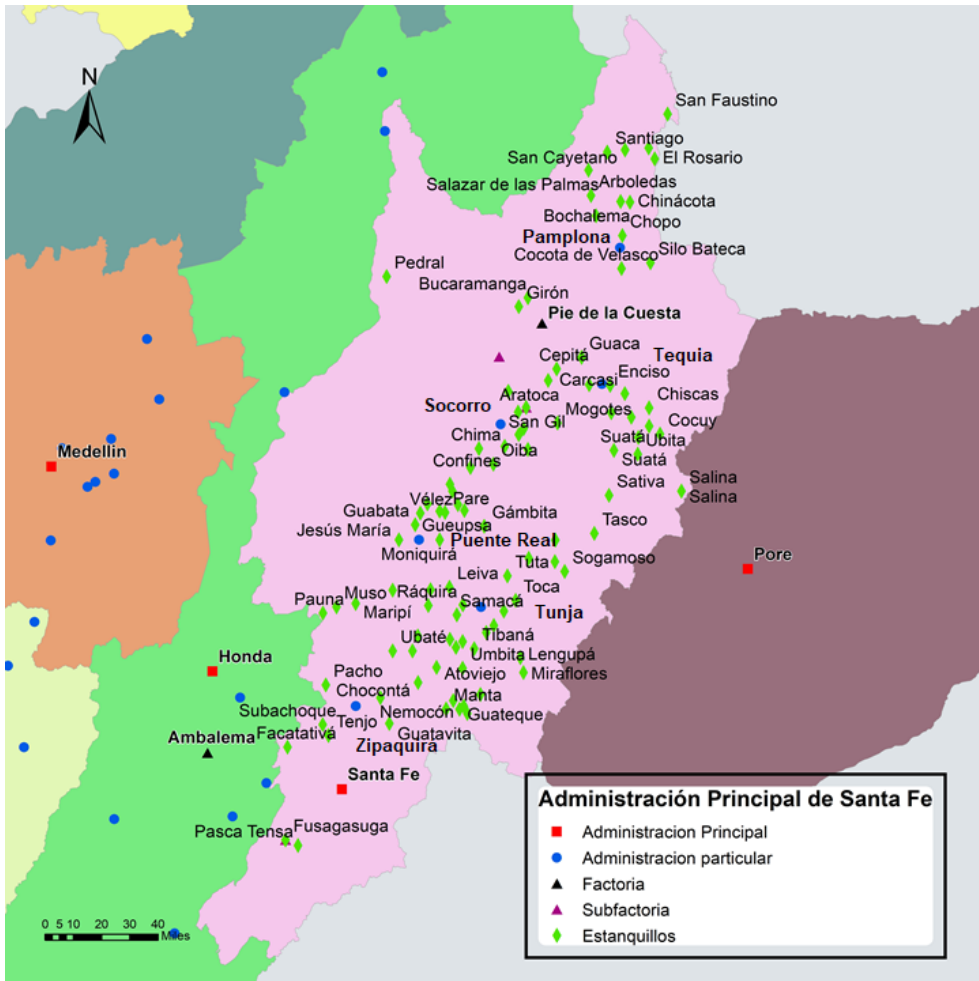 N
San Faustino
Santiago
San Cayetano
El Rosario
Salazar de las Palmas
Arboledas
Chinácota
Bochalema
Chopo
Pamplona
Cocota de Velasco
Silo Bateca
Pedral
Bucaramanga
Girón
Pie de la Cuesta
Guaca
Cepitá
Tequia
Carcasi
Enciso
Aratoca
Chiscas
Socorro
Mogotes
San Gil
Cocuy
Chima
Suatá
Ubita
Oiba
Suatá
Confines
Medellin
Sativa
Salina
Salina
Vélez
Pare
Guabata
Gámbita
Jesús María
Gueupsa
Tasco
Puente Real
Moniquirá
Tuta
Sogamoso
Pore
Leiva
Muso
Ráquira
Toca
Pauna
Maripí
Samacá
Tunja
Ubaté
Tibaná
Honda
Umbita
Lengupá
Pacho
Atoviejo
Miraflores
Chocontá
Manta
Subachoque
Nemocón
Guateque
Tenjo
Ambalema
Facatativá
Guatavita
Zipaquira
Santa Fe
Pasca Tensa
Fusagasuga
Administración Principal de Santa Fe
Administracion Principal
Administracion particular
Factoria
Subfactoria
Estanquillos
0 5 10 20 30 40
Miles